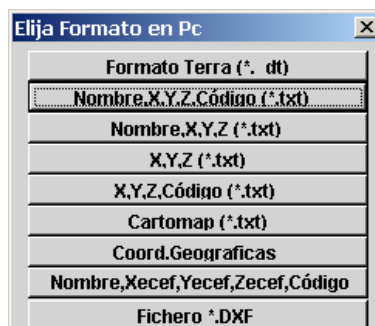 Elija Formato en Pc
Formato Terra (*. dt)
Nombre,X,Y,Z,Código (*.txt)
Nombre,X,Y,Z (*.txt)
X,Y,Z (*.txt)
X,Y,Z,Código (*.txt)
Cartomap (*.txt)
Coord.Geograficas
Nombre,Xecef,Yecef,Zecef,Código
Fichero *.DXF